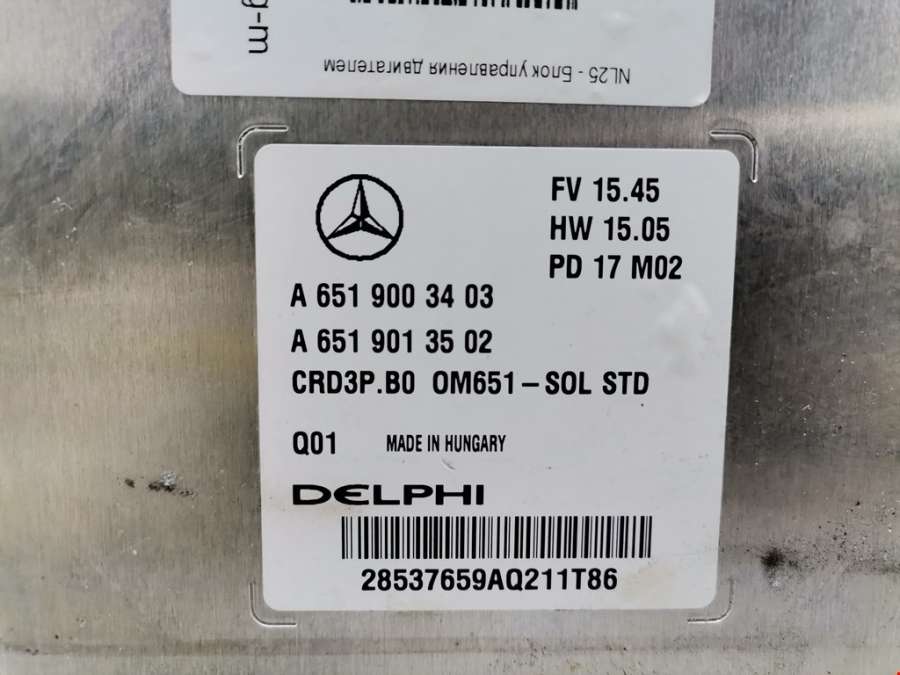 g-m
NL25 - Блок управления двигателем
FV 15.45
HW 15.05
PD 17 M02
A 651 900 34 03
A 651 901 35 02
CRD3P.B0 OM651-SOL STD
Q01 MADE IN HUNGARY
DELPHI
28537659AQ211T86